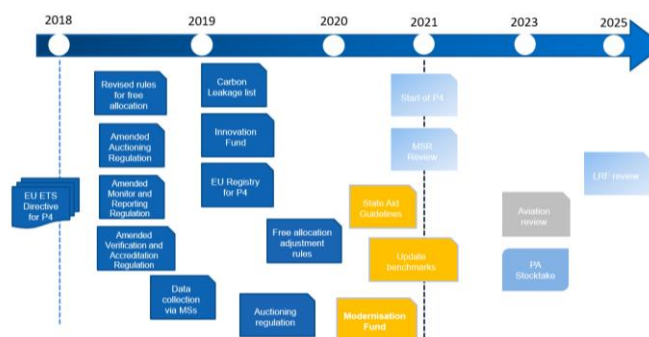 2018
2019
2020
2021
2023
2025
Revised rules
for free
allocation
Carbon
Leakage list
Start of P4
Amended
Auctioning
Regulation
Innovation
Fund
MSR
Review
LRF review
EU ETS
Directive
for P4
Amended
Monitor and
Reporting
Regulation
EU Registry
for P4
State Aid
Guidelines
Aviation
review
Amended
Verification and
Accreditation
Regulation
Free allocation
adjustment
rules
Update
benchmarks
PA
Stocktake
Data
collection
via MSs
Auctioning
regulation
Modernisation
Fund